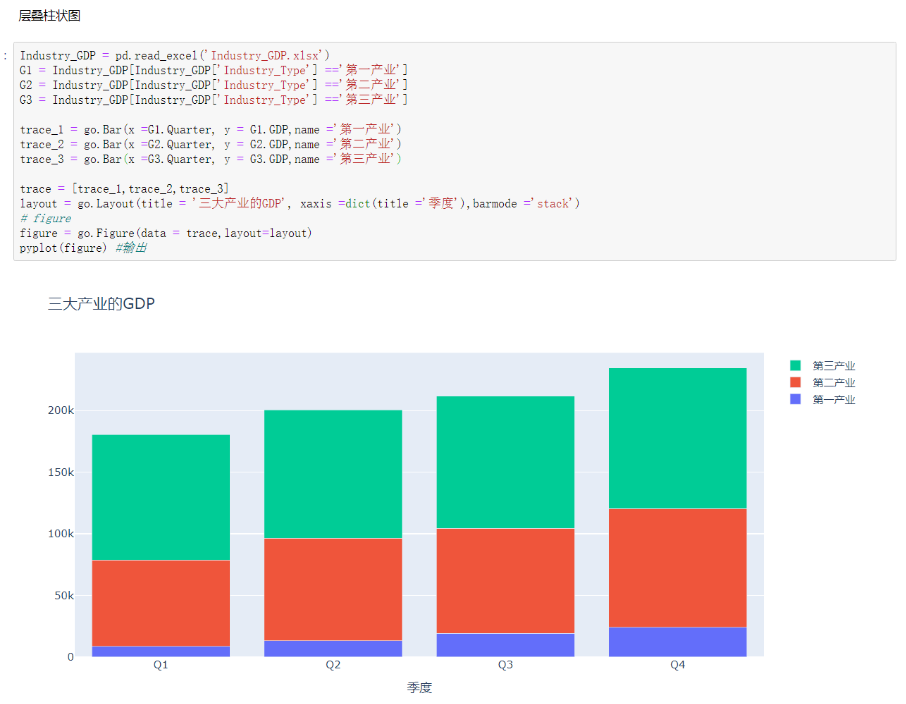 层叠柱状图
:
Industry_GDP = pd.read_excel('Industry_GDP.xlsx')
G1 = Industry_GDP[Industry_GDP['Industry_Type'] =='第一产业']
G2 = Industry_GDP[Industry_GDP['Industry_Type'] =='第二产业']
G3 = Industry_GDP[Industry_GDP['Industry_Type'] =='第三产业']
trace_1 = go.Bar(x =G1.Quarter, y = G1.GDP,name ='第一产业')
trace_2 = go.Bar(x =G2.Quarter, y = G2.GDP,name ='第二产业')
trace_3 = go.Bar(x =G3.Quarter, y = G3.GDP,name ='第三产业')
trace = [trace_1,trace_2,trace_3]
layout = go.Layout(title = '三大产业的GDP', xaxis =dict(title ='季度'),barmode ='stack')
# figure
figure = go.Figure(data = trace,layout=layout)
pyplot(figure) #输出
三大产业的GDP
第三产业
第二产业
第一产业
200k
150k
100k
50k
0
Q1 Q2 Q3 Q4
季度